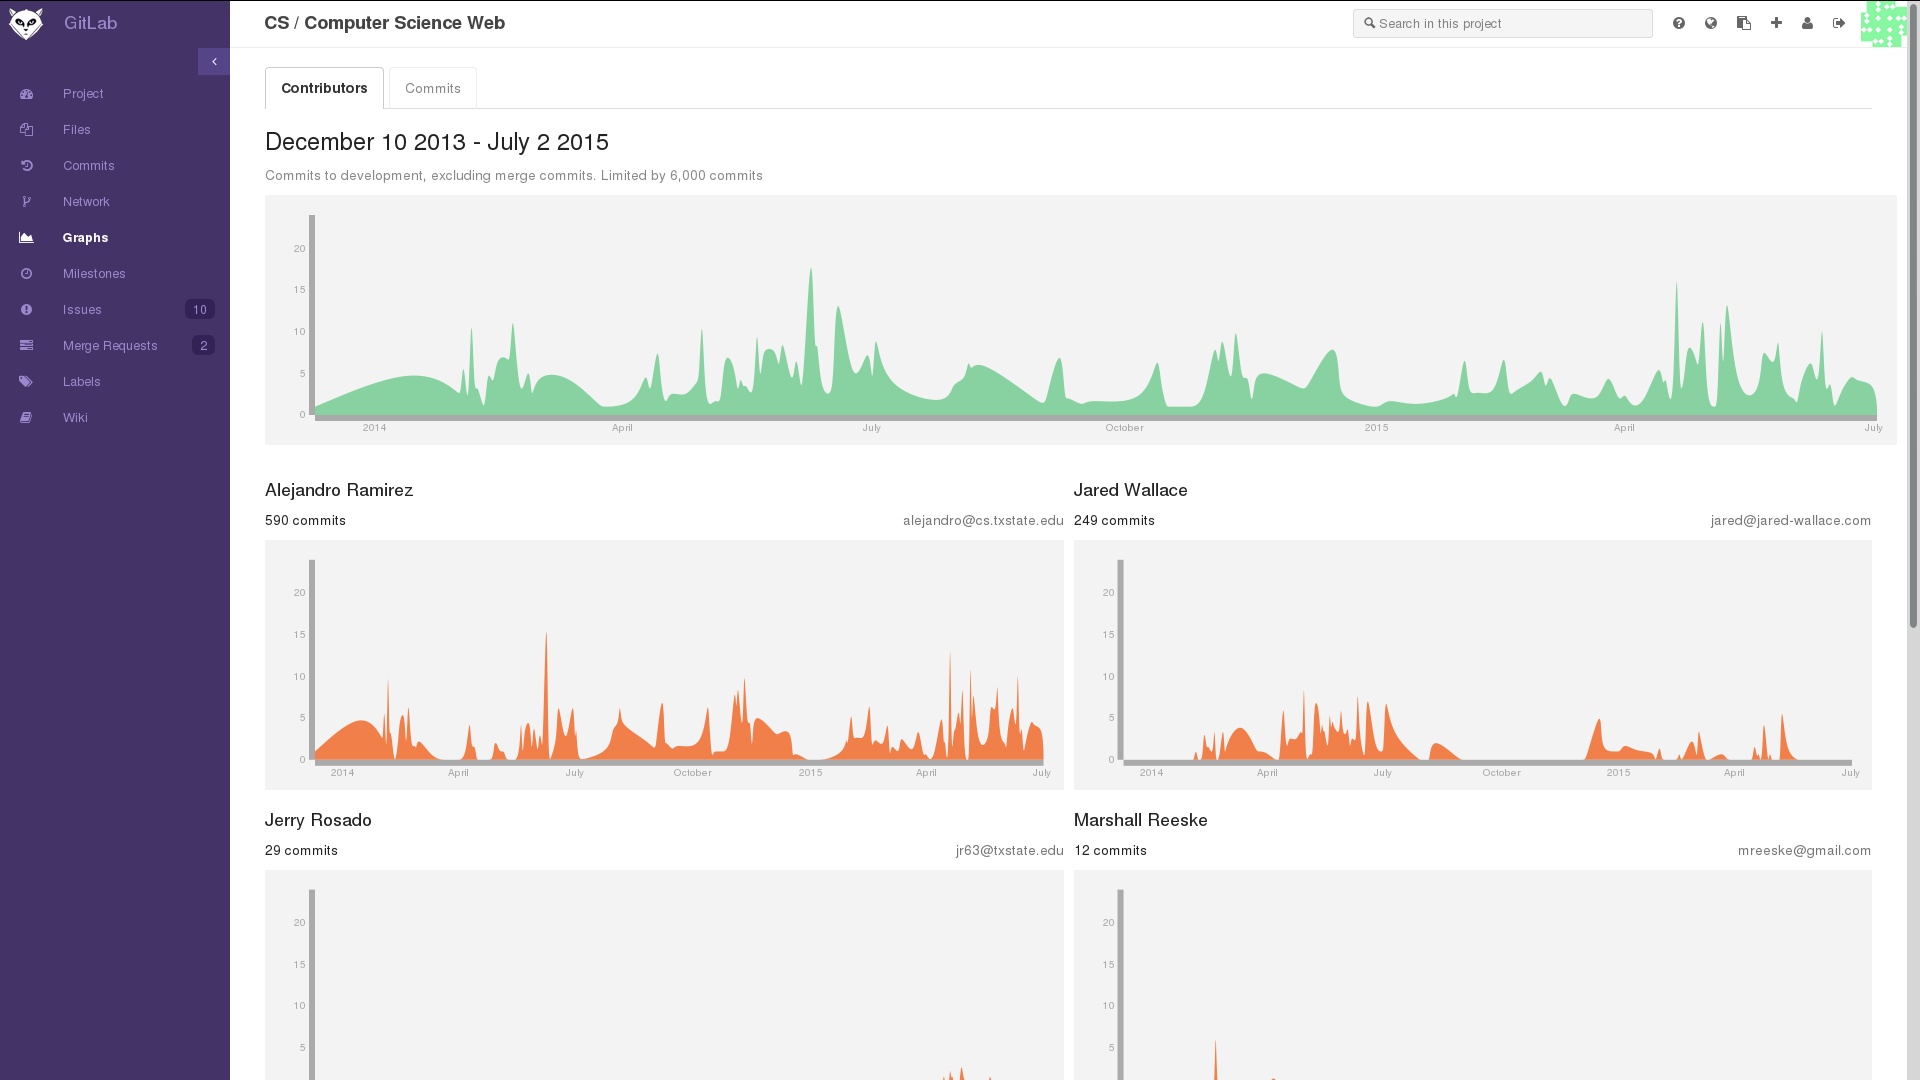 GitLab
CS / Computer Science Web
Search in this project
Project
Files
Commits
Network
Graphs
Milestones
Issues 10
Merge Requests 2
Labels
Wiki
Contributors
Commits
December 10 2013 - July 2 2015
Commits to development, excluding merge commits. Limited by 6,000 commits
20
15
10
5
0
2014 April July October 2015 April July
Alejandro Ramirez
590 commits alejandro@cs.txstate.edu
20
15
10
5
0
2014 April July October 2015 April July
Jared Wallace
249 commits jared@jared-wallace.com
20
15
10
5
0
2014 April July October 2015 April July
Jerry Rosado
29 commits jr63@txstate.edu
20
15
10
5
Marshall Reeske
12 commits mreeske@gmail.com
20
15
10
5